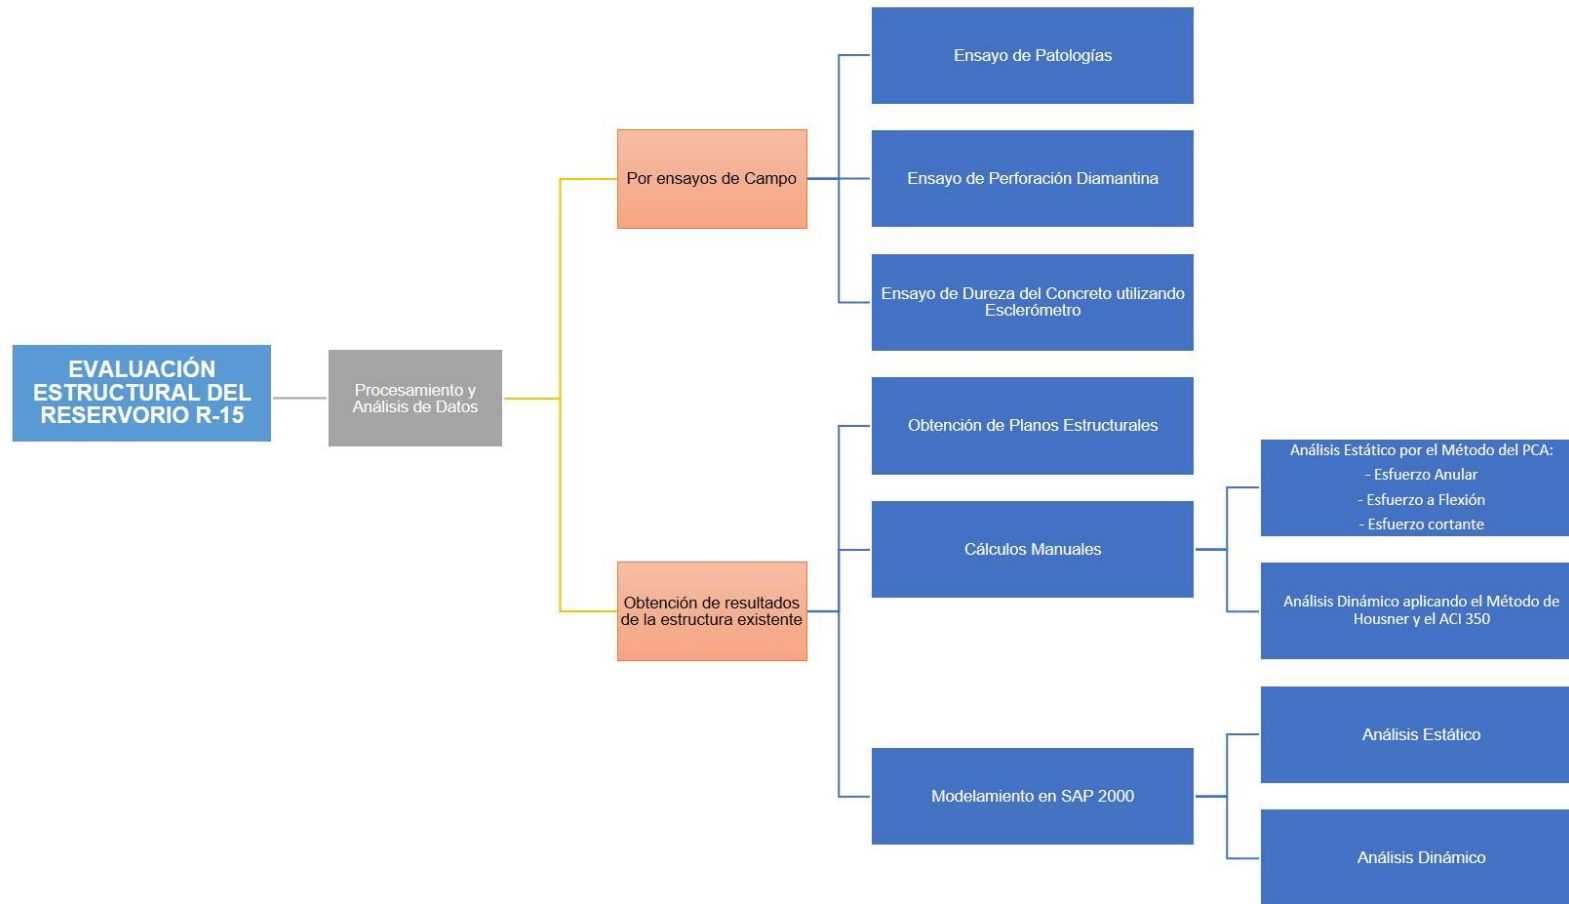 EVALUACIÓN
ESTRUCTURAL DEL
RESERVORIO R-15
Procesamiento y
Análisis de Datos
Por ensayos de Campo
Ensayo de Patologías
Ensayo de Perforación Diamantina
Ensayo de Dureza del Concreto utilizando
Esclerómetro
Obtención de resultados
de la estructura existente
Obtención de Planos Estructurales
Cálculos Manuales
Análisis Estático por el Método del PCA:
- Esfuerzo Anular
- Esfuerzo a Flexión
- Esfuerzo cortante
Análisis Dinámico aplicando el Método de
Housner y el ACI 350
Modelamiento en SAP 2000
Análisis Estático
Análisis Dinámico